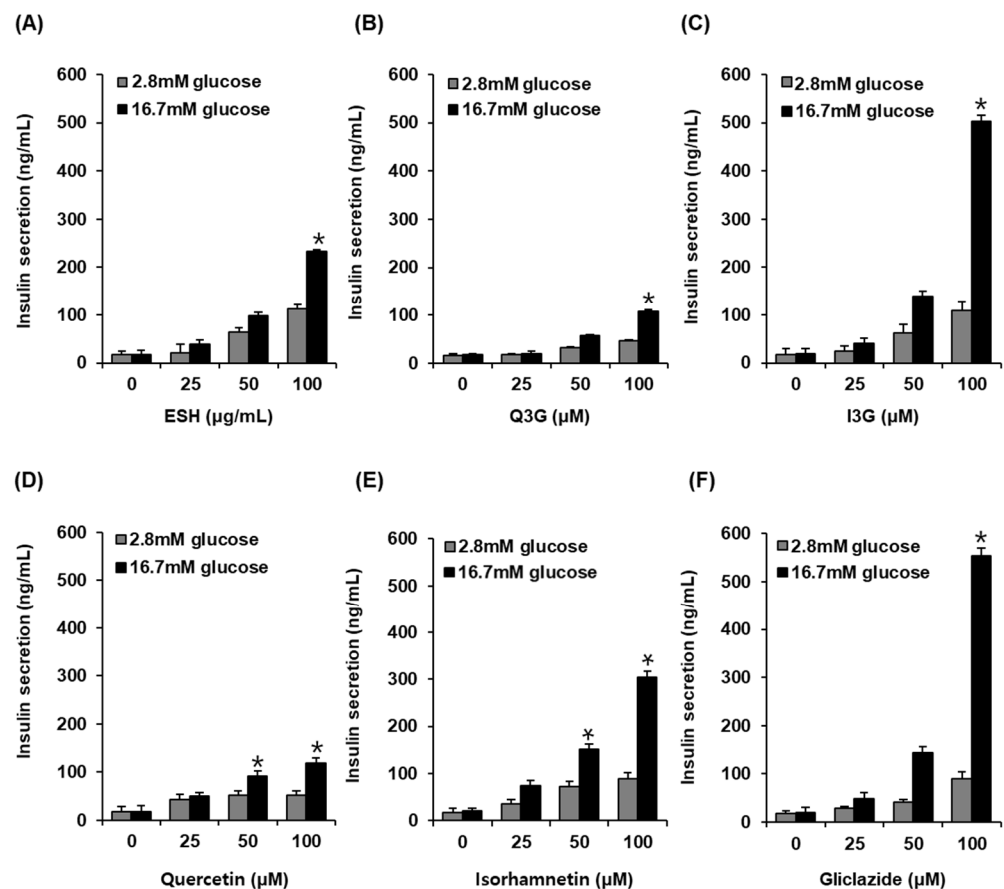 (A)
600
500
400
300
200
100
0
Insulin secretion (ng/mL)
2.8mM glucose
16.7mM glucose
*
0 25 50 100
ESH (µg/mL)
(B)
600
500
400
300
200
100
0
Insulin secretion (ng/mL)
2.8mM glucose
16.7mM glucose
*
0 25 50 100
Q3G (µM)
(C)
600
500
400
300
200
100
0
Insulin secretion (ng/mL)
2.8mM glucose
16.7mM glucose
*
0 25 50 100
I3G (µM)
(D)
600
500
400
300
200
100
0
Insulin secretion (ng/mL)
2.8mM glucose
16.7mM glucose
* *
0 25 50 100
Quercetin (µM)
(E)
600
500
400
300
200
100
0
Insulin secretion (ng/mL)
2.8mM glucose
16.7mM glucose
* *
0 25 50 100
Isorhamnetin (µM)
(F)
600
500
400
300
200
100
0
Insulin secretion (ng/mL)
2.8mM glucose
16.7mM glucose
*
0 25 50 100
Gliclazide (µM)